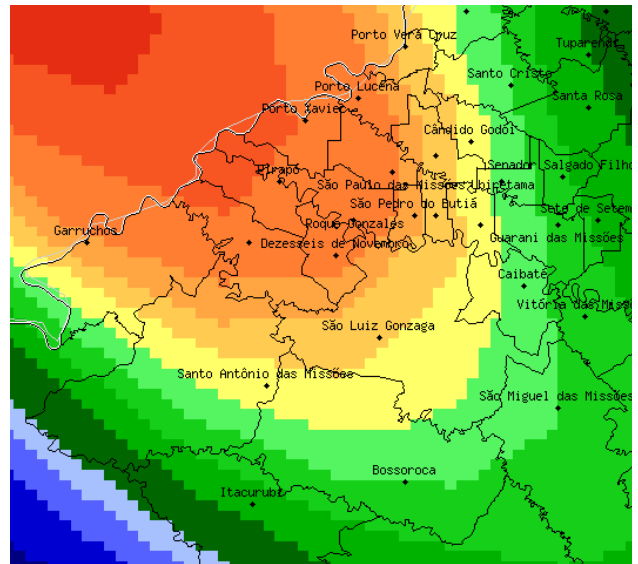 Porto Vera Cruz
Tuparendi
Santo Cristo
Porto Lucena
Santa Rosa
Porto Xavier
Cândido Godói
Senador Salgado Filho
Pirapó
São Paulo das Missões
Ubiretama
São Pedro do Butiá
Sete de Setem
Roque Gonzales
Garruchos
Guarani das Missões
Dezesseis de Novembro
Caibaté
Vitória das Missõe
São Luiz Gonzaga
Santo Antônio das Missões
São Miguel das Missões
Bossoroca
Itacurubi